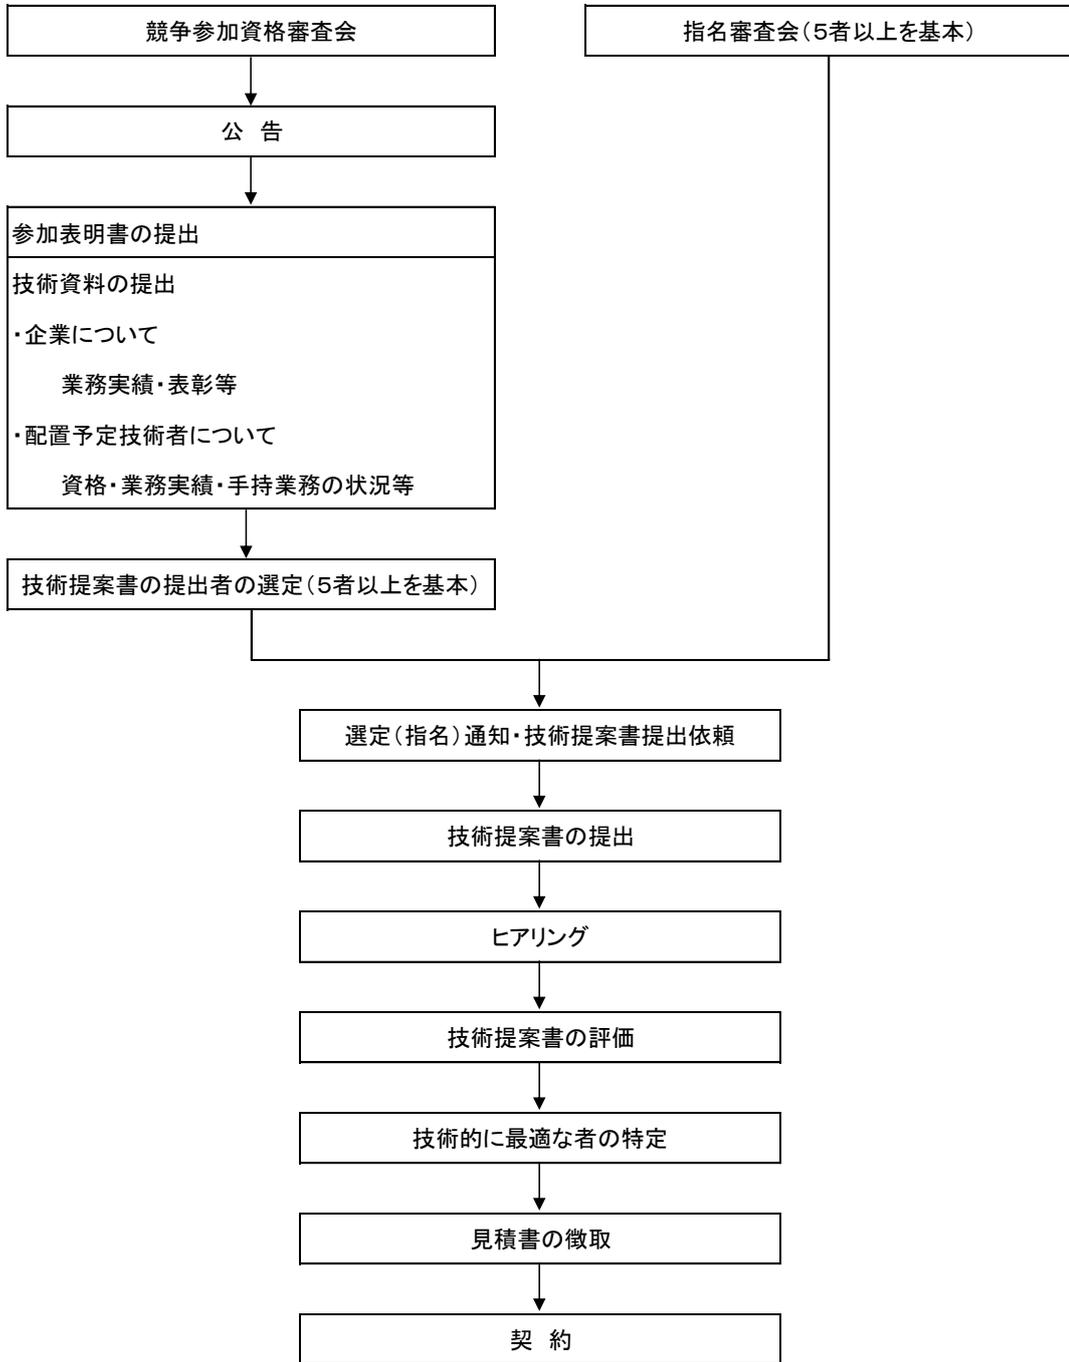 競争参加資格審査会
指名審査会(5者以上を基本)
公 告
参加表明書の提出
技術資料の提出
・企業について
業務実績・表彰等
・配置予定技術者について
資格・業務実績・手持業務の状況等
技術提案書の提出者の選定(5者以上を基本)
選定(指名)通知・技術提案書提出依頼
技術提案書の提出
ヒアリング
技術提案書の評価
技術的に最適な者の特定
見積書の徴取
契 約